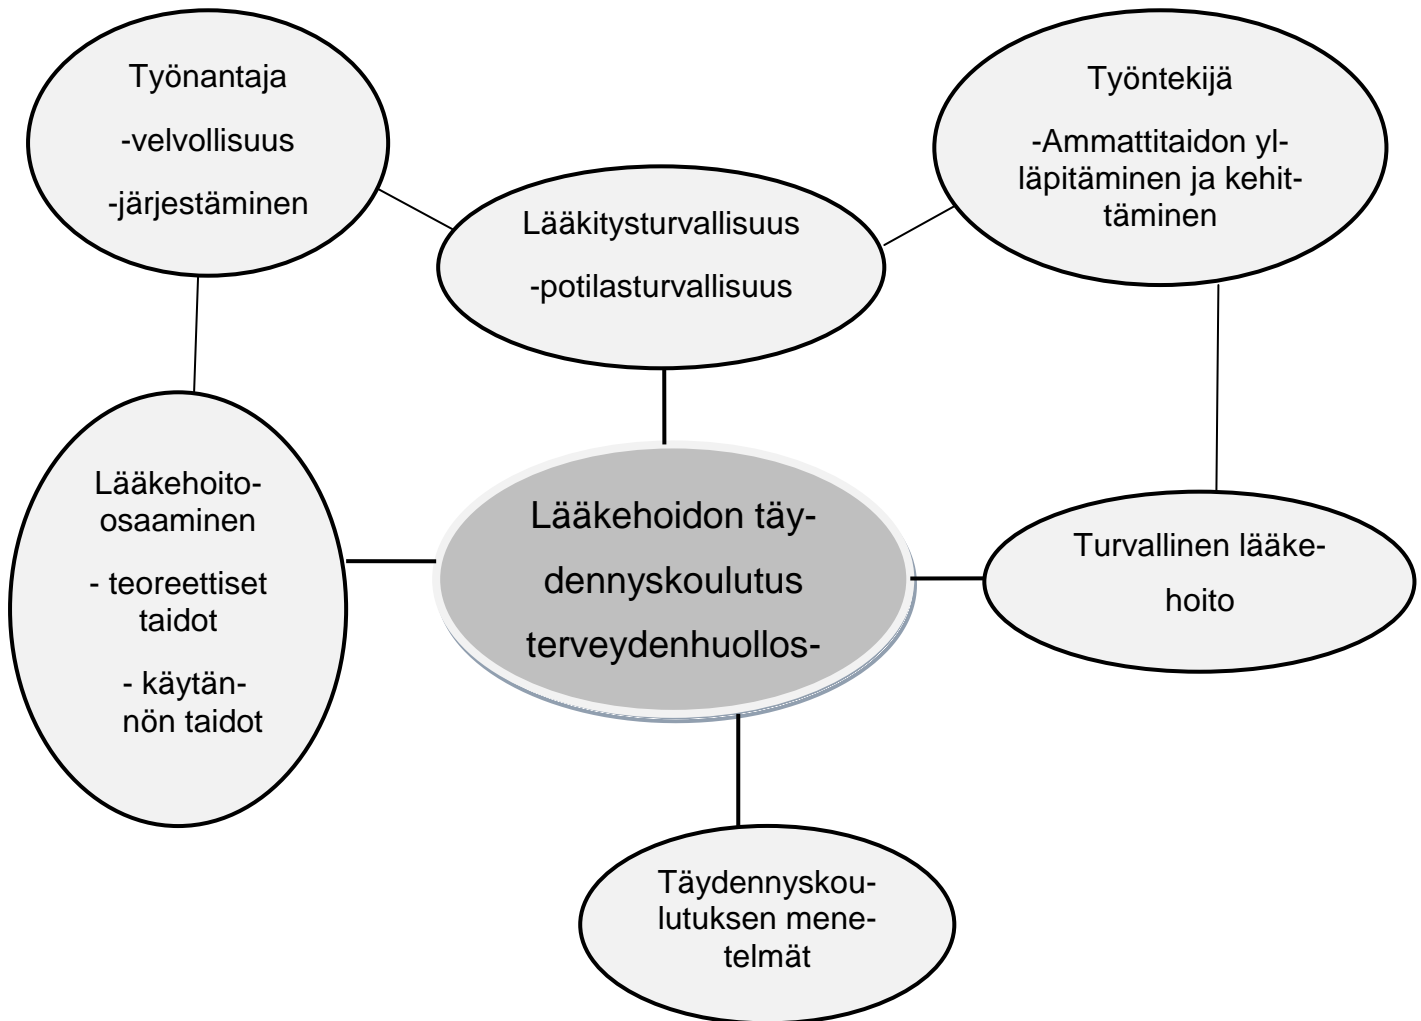 Työnantaja
-velvollisuus
-järjestäminen
Työntekijä
-Ammattitaidon yl-
läpitäminen ja kehit-
täminen
Lääkitysturvallisuus
-potilasturvallisuus
Lääkehoito-
osaaminen
- teoreettiset
taidot
- käytän-
nön taidot
Lääkehoidon täy-
dennyskoulutus
terveydenhuollos-
Turvallinen lääke-
hoito
Täydennyskou-
lutuksen mene-
telmät